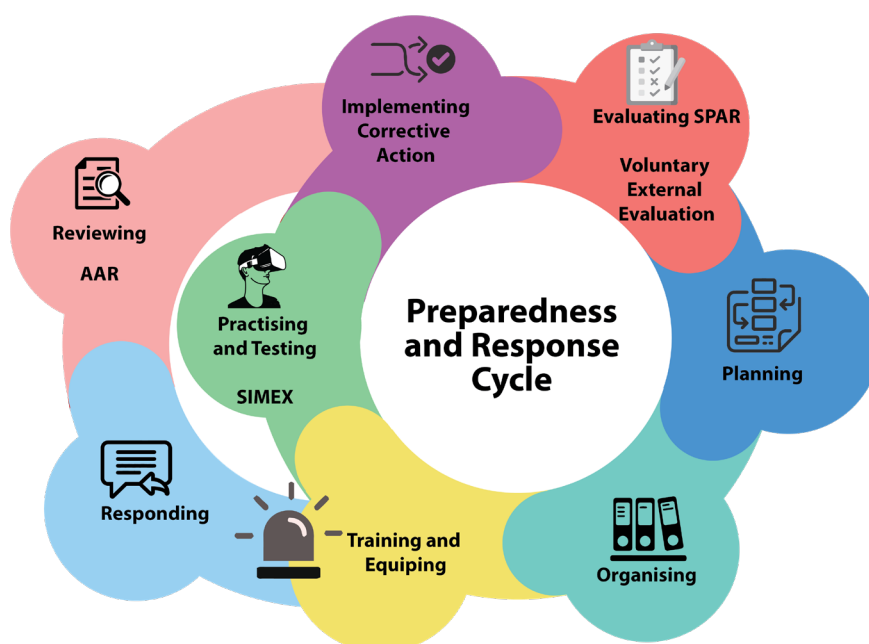 Implementing
Corrective
Action
Evaluating SPAR
Voluntary
External
Evaluation
Reviewing
AAR
Practising
and Testing
SIMEX
Preparedness
and Response
Cycle
Planning
Responding
Training and
Equiping
Organising